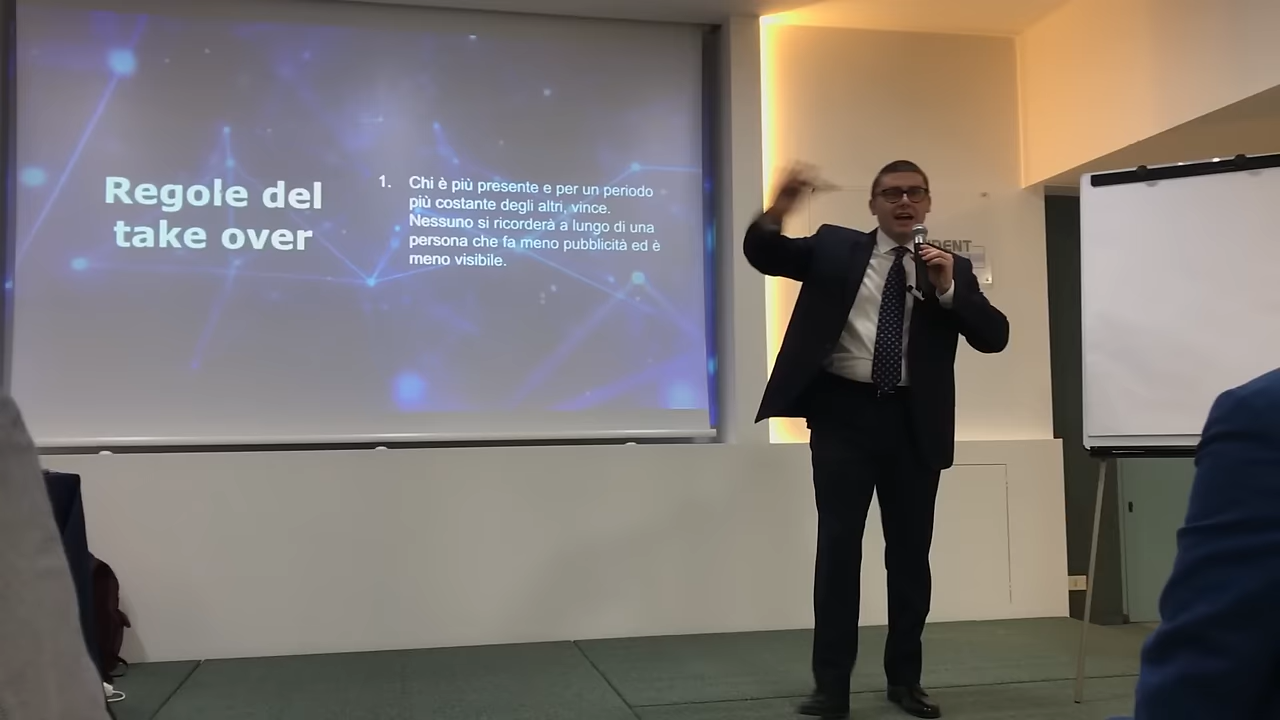 Regole del
take over
1. Chi è più presente e per un periodo
più costante degli altri, vince.
Nessuno si ricorderà a lungo di una
persona che fa meno pubblicità ed è
meno visibile.